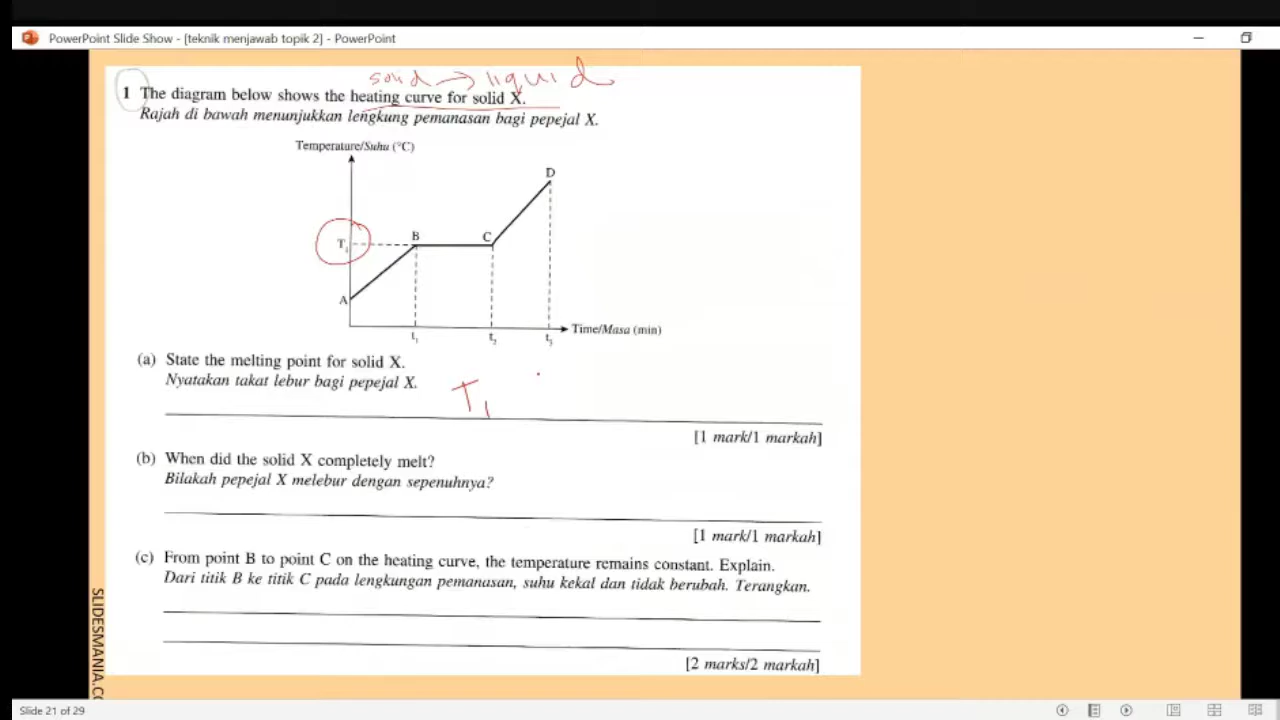 PowerPoint Slide Show - [teknik menjawab topik 2] - PowerPoint
solid → liquid
1 The diagram below shows the heating curve for solid X.
Rajah di bawah menunjukkan lengkung pemanasan bagi pepejal X.
Temperature/Suhu (°C)
D
B
C
T₁
A
Time/Masa (min)
t₁ t₂ t₃
(a) State the melting point for solid X.
Nyatakan takat lebur bagi pepejal X.
T₁
[1 mark/1 markah]
(b) When did the solid X completely melt?
Bilakah pepejal X melebur dengan sepenuhnya?
[1 mark/1 markah]
(c) From point B to point C on the heating curve, the temperature remains constant. Explain.
Dari titik B ke titik C pada lengkungan pemanasan, suhu kekal dan tidak berubah. Terangkan.
[2 marks/2 markah]
SLIDESMANIA.CO
Slide 21 of 29